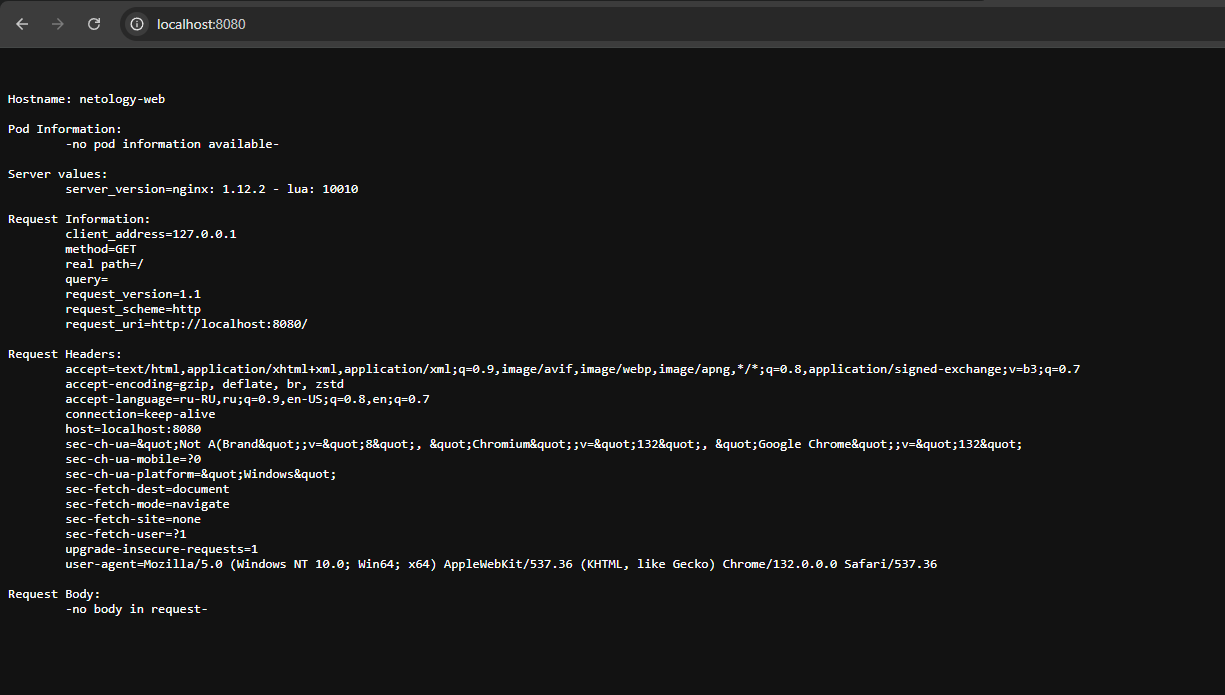 localhost:8080
Hostname: netology-web
Pod Information:
-no pod information available-
Server values:
server_version=nginx: 1.12.2 - lua: 10010
Request Information:
client_address=127.0.0.1
method=GET
real path=/
query=
request_version=1.1
request_scheme=http
request_uri=http://localhost:8080/
Request Headers:
accept=text/html,application/xhtml+xml,application/xml;q=0.9,image/avif,image/webp,image/apng,*/*;q=0.8,application/signed-exchange;v=b3;q=0.7
accept-encoding=gzip, deflate, br, zstd
accept-language=ru-RU,ru;q=0.9,en-US;q=0.8,en;q=0.7
connection=keep-alive
host=localhost:8080
sec-ch-ua=&quot;Not A(Brand&quot;;v=&quot;8&quot;, &quot;Chromium&quot;;v=&quot;132&quot;, &quot;Google Chrome&quot;;v=&quot;132&quot;
sec-ch-ua-mobile=?0
sec-ch-ua-platform=&quot;Windows&quot;
sec-fetch-dest=document
sec-fetch-mode=navigate
sec-fetch-site=none
sec-fetch-user=?1
upgrade-insecure-requests=1
user-agent=Mozilla/5.0 (Windows NT 10.0; Win64; x64) AppleWebKit/537.36 (KHTML, like Gecko) Chrome/132.0.0.0 Safari/537.36
Request Body:
-no body in request-